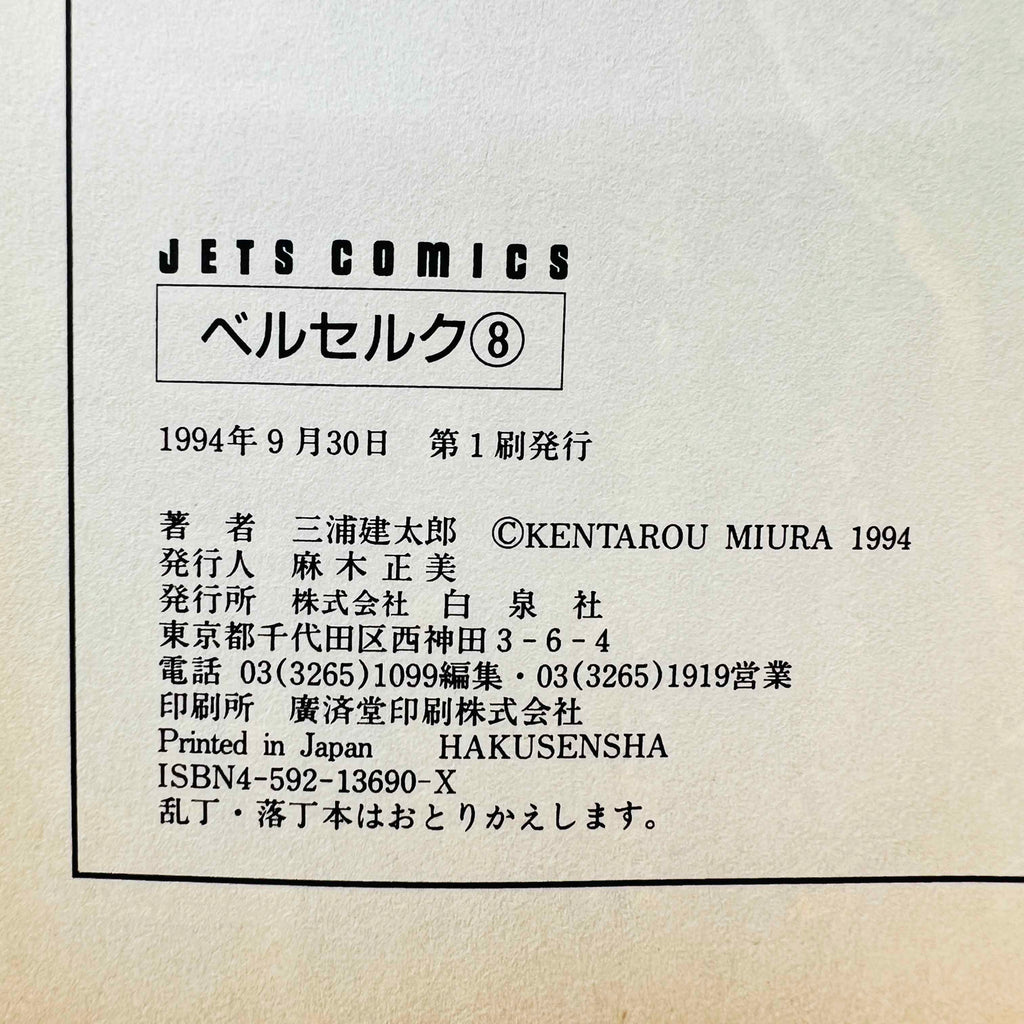 JETS COMICS
ベルセルク⑧
1994年9月30日　第1刷発行
著　者　三浦建太郎　©KENTAROU MIURA 1994
発行人　麻木正美
発行所　株式会社　白　泉　社
東京都千代田区西神田3-6-4
電話 03(3265)1099編集・03(3265)1919営業
印刷所　廣済堂印刷株式会社
Printed in Japan　HAKUSENSHA
ISBN4-592-13690-X
乱丁・落丁本はおとりかえします。